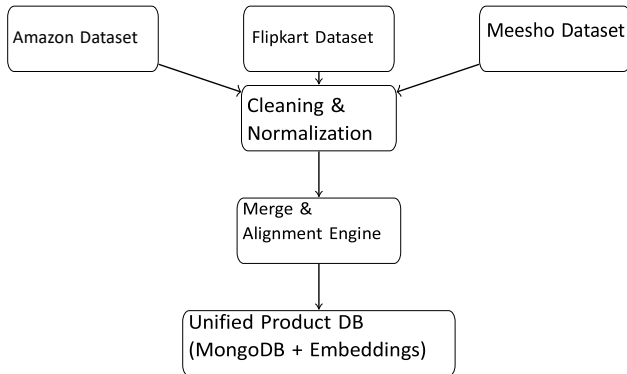 Amazon Dataset
Flipkart Dataset
Meesho Dataset
Cleaning &
Normalization
Merge &
Alignment Engine
Unified Product DB
(MongoDB + Embeddings)